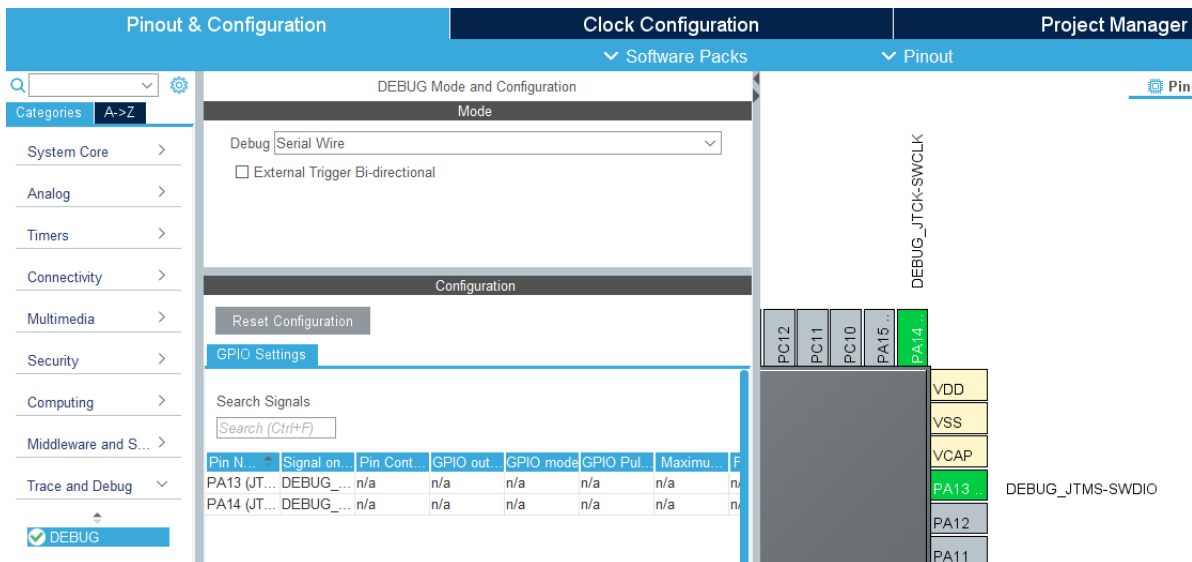 Pinout & Configuration
Clock Configuration
Project Manager
Software Packs
Pinout
Categories
A->Z
System Core
Analog
Timers
Connectivity
Multimedia
Security
Computing
Middleware and S...
Trace and Debug
DEBUG
DEBUG Mode and Configuration
Mode
Debug Serial Wire
External Trigger Bi-directional
Configuration
Reset Configuration
GPIO Settings
Search Signals
Search (Ctrl+F)
Pin N... Signal on... Pin Cont... GPIO out... GPIO mode GPIO Pul... Maximu... F
PA13 (JT... DEBUG_... n/a n/a n/a n/a n/a n/
PA14 (JT... DEBUG_... n/a n/a n/a n/a n/a n/
Pin
DEBUG_JTCK-SWCLK
PC12
PC11
PC10
PA15 ..
PA14 ..
VDD
VSS
VCAP
PA13 ..
DEBUG_JTMS-SWDIO
PA12
PA11